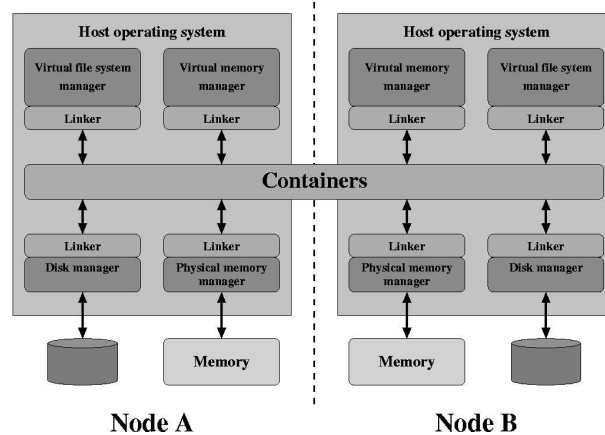 Host operating system
Virtual file system
manager
Linker
Virtual memory
manager
Linker
Host operating system
Virutal memory
manager
Linker
Virtual file sytem
manager
Linker
Containers
Linker
Disk manager
Linker
Physical memory
manager
Linker
Physical memory
manager
Linker
Disk manager
Memory
Memory
Node A
Node B